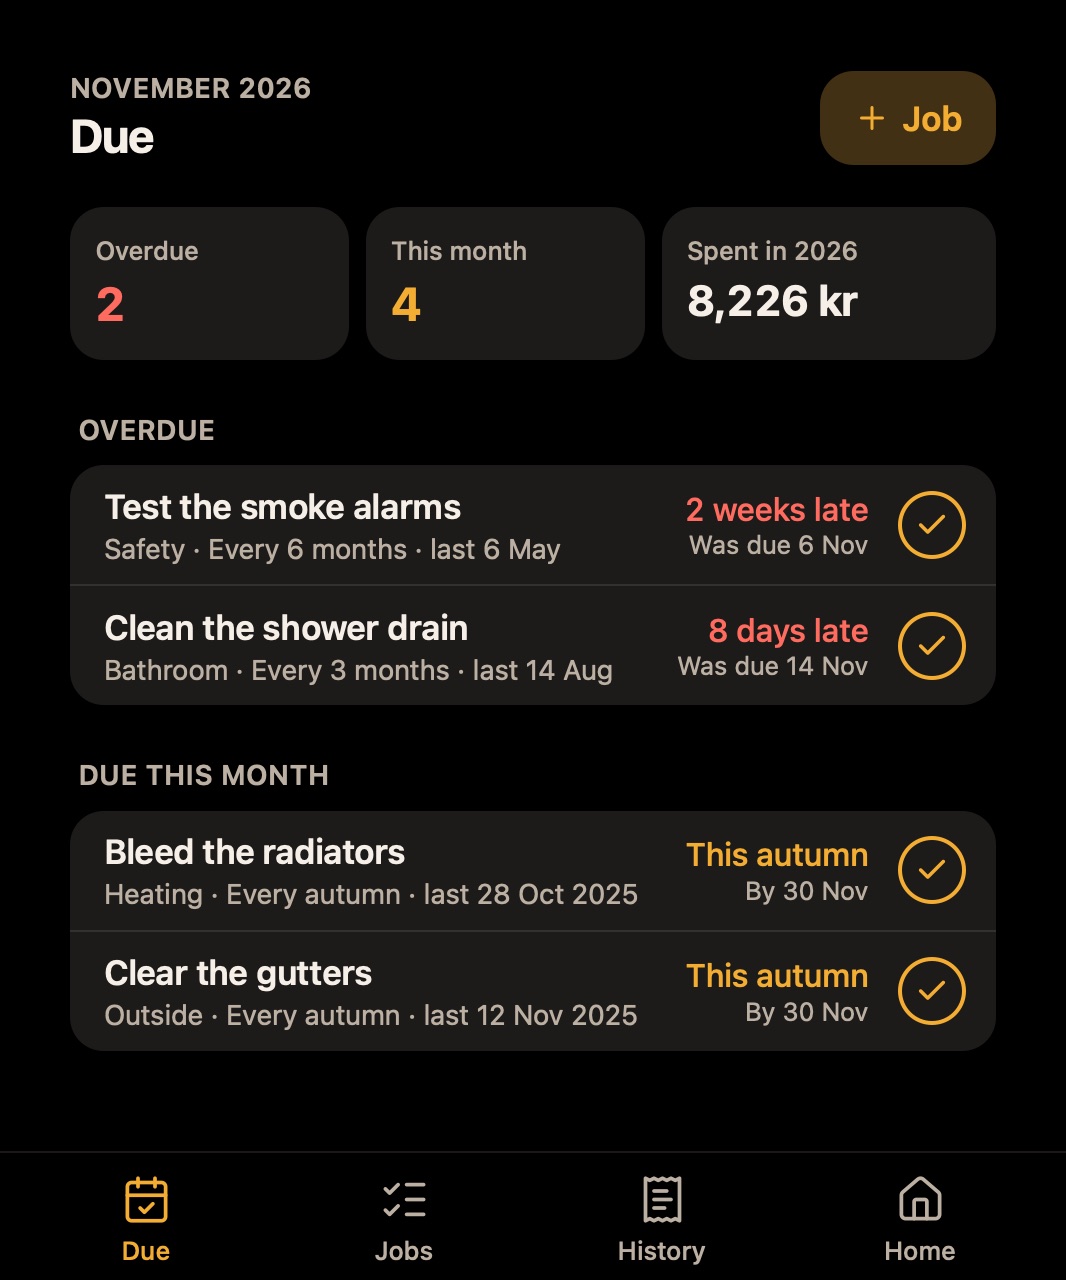 NOVEMBER 2026
Due
+ Job
Overdue
2
This month
4
Spent in 2026
8,226 kr
OVERDUE
Test the smoke alarms
Safety · Every 6 months · last 6 May
2 weeks late
Was due 6 Nov
Clean the shower drain
Bathroom · Every 3 months · last 14 Aug
8 days late
Was due 14 Nov
DUE THIS MONTH
Bleed the radiators
Heating · Every autumn · last 28 Oct 2025
This autumn
By 30 Nov
Clear the gutters
Outside · Every autumn · last 12 Nov 2025
This autumn
By 30 Nov
Due
Jobs
History
Home